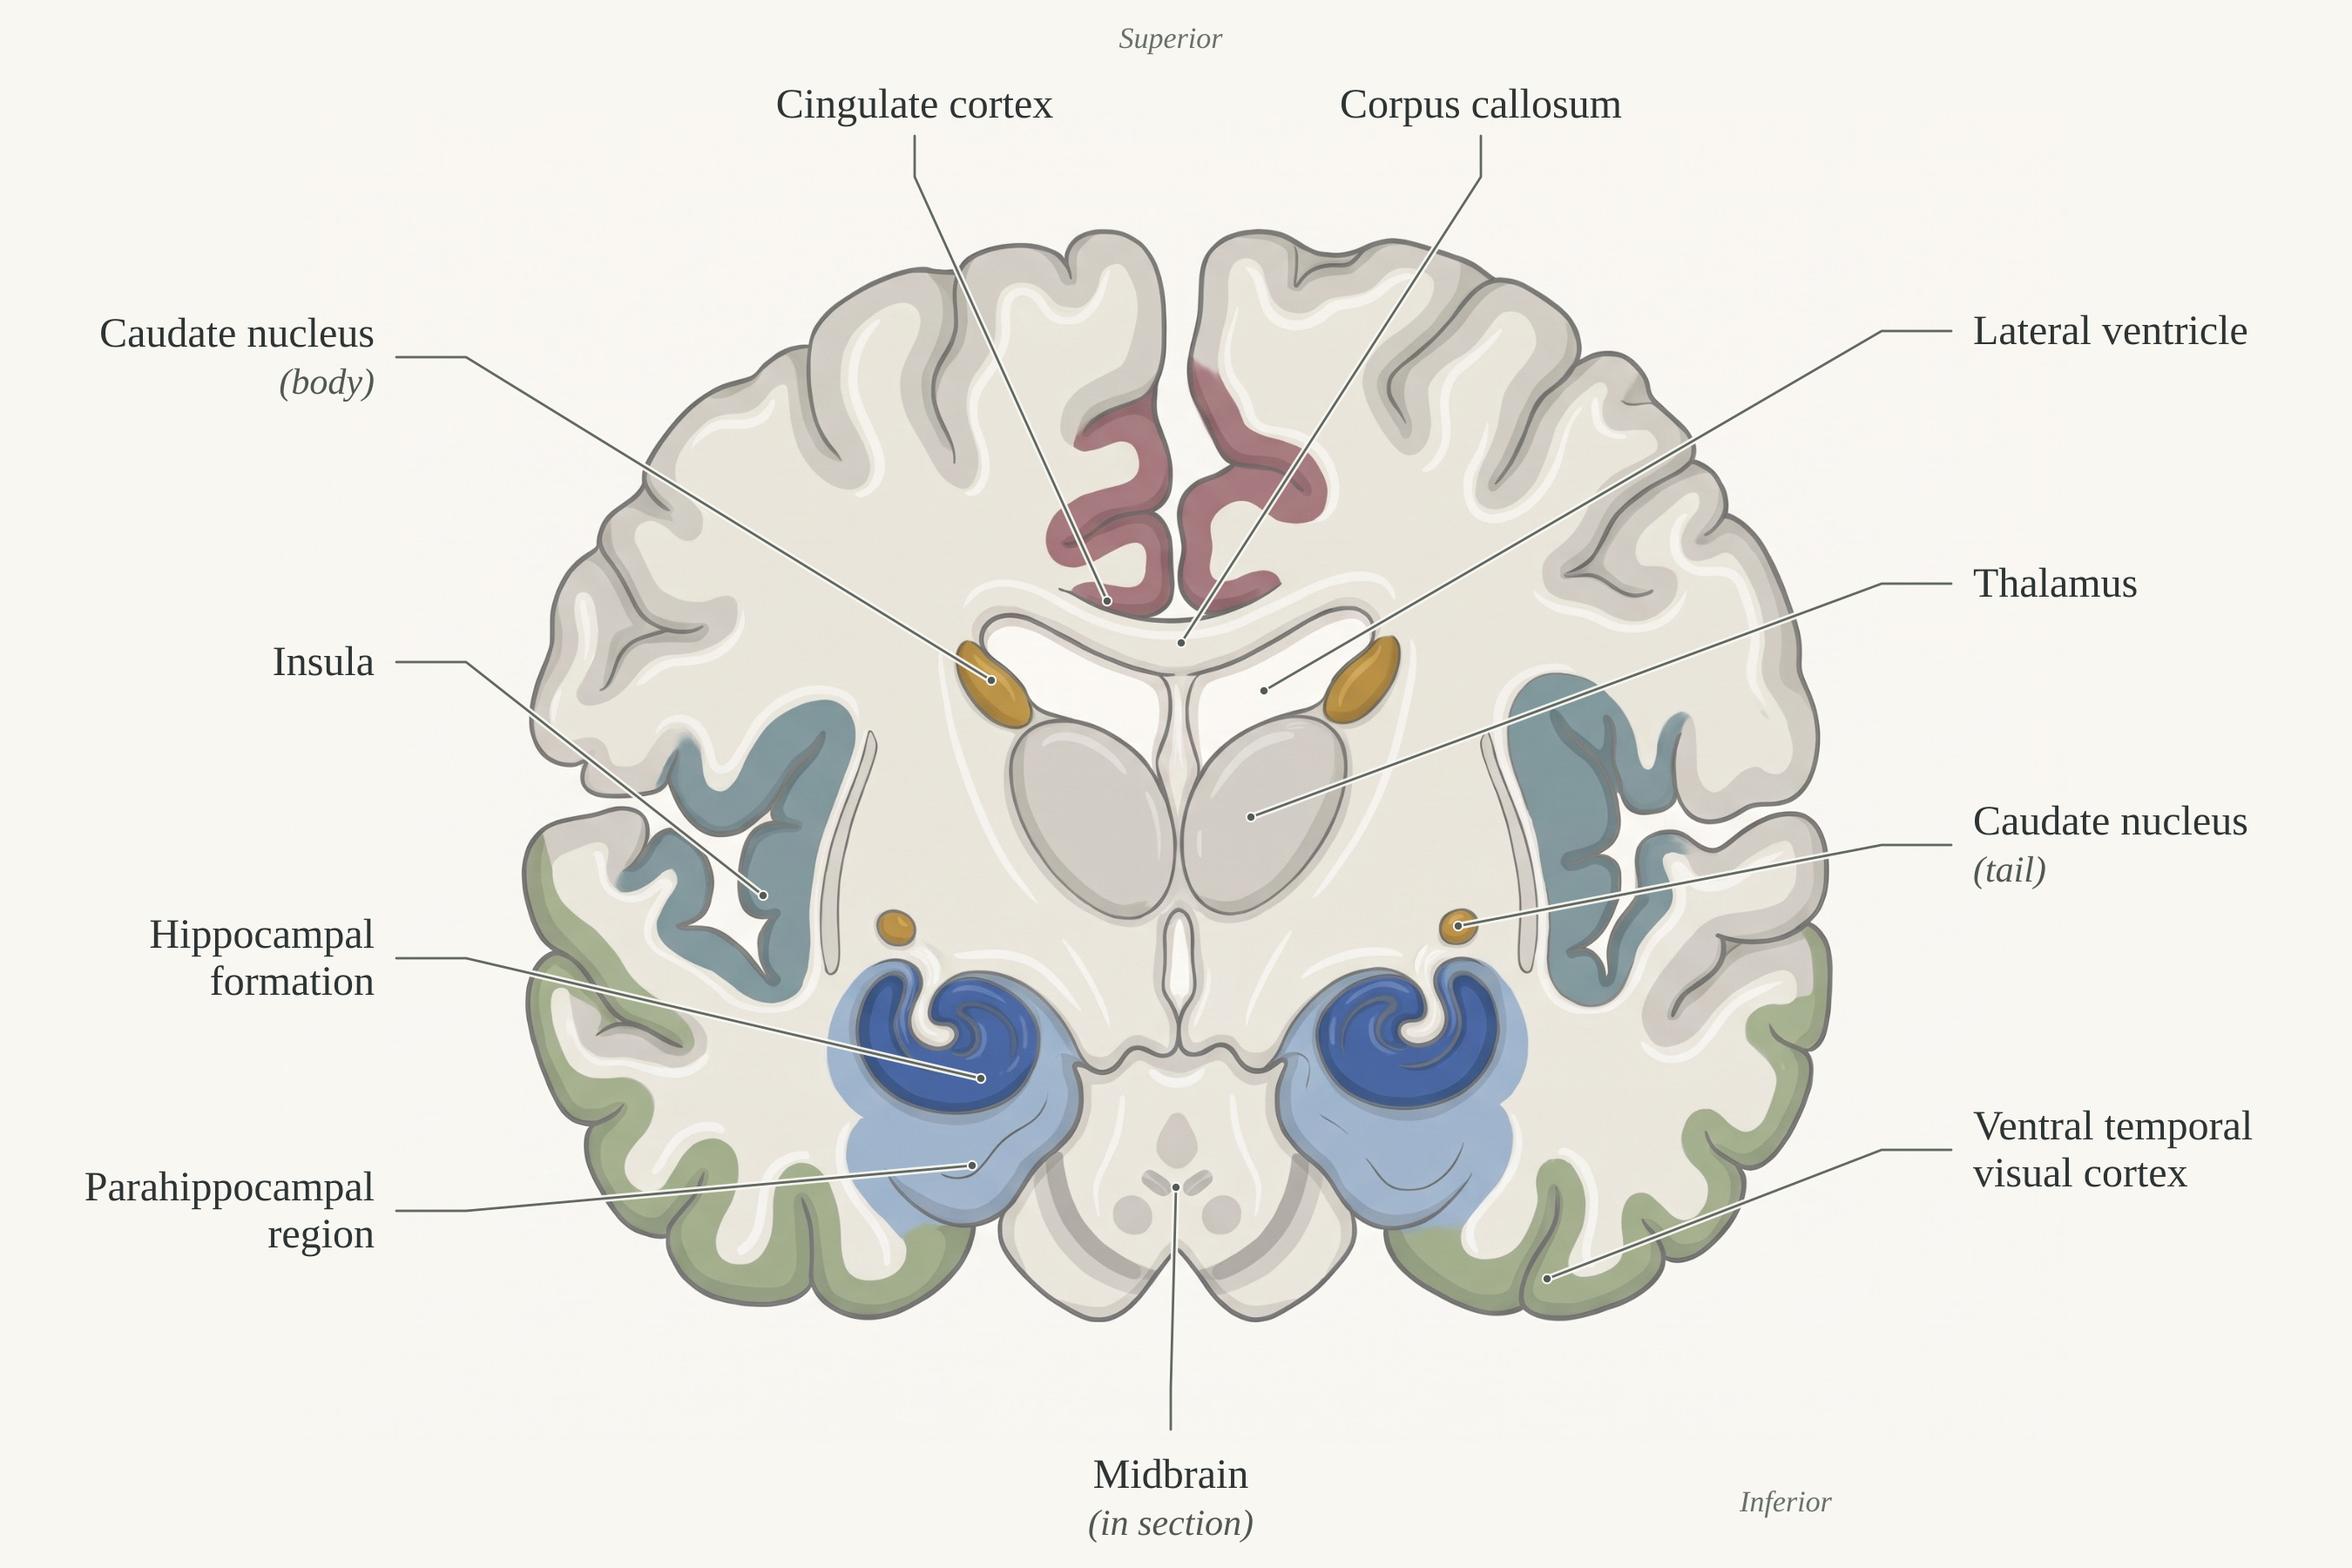 Superior
Cingulate cortex
Corpus callosum
Caudate nucleus
(body)
Lateral ventricle
Insula
Thalamus
Hippocampal
formation
Caudate nucleus
(tail)
Parahippocampal
region
Ventral temporal
visual cortex
Midbrain
(in section)
Inferior